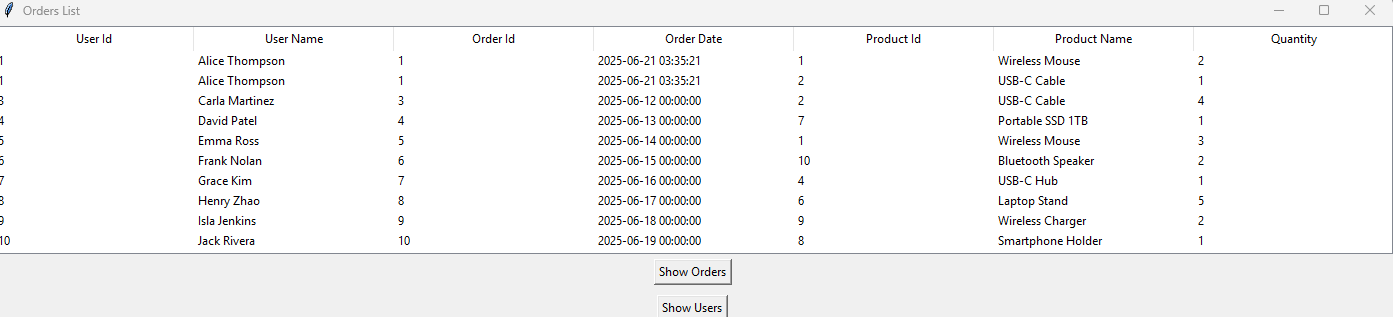 Orders List
User Id User Name Order Id Order Date Product Id Product Name Quantity
1 Alice Thompson 1 2025-06-21 03:35:21 1 Wireless Mouse 2
1 Alice Thompson 1 2025-06-21 03:35:21 2 USB-C Cable 1
3 Carla Martinez 3 2025-06-12 00:00:00 2 USB-C Cable 4
4 David Patel 4 2025-06-13 00:00:00 7 Portable SSD 1TB 1
5 Emma Ross 5 2025-06-14 00:00:00 1 Wireless Mouse 3
6 Frank Nolan 6 2025-06-15 00:00:00 10 Bluetooth Speaker 2
7 Grace Kim 7 2025-06-16 00:00:00 4 USB-C Hub 1
8 Henry Zhao 8 2025-06-17 00:00:00 6 Laptop Stand 5
9 Isla Jenkins 9 2025-06-18 00:00:00 9 Wireless Charger 2
10 Jack Rivera 10 2025-06-19 00:00:00 8 Smartphone Holder 1
Show Orders
Show Users